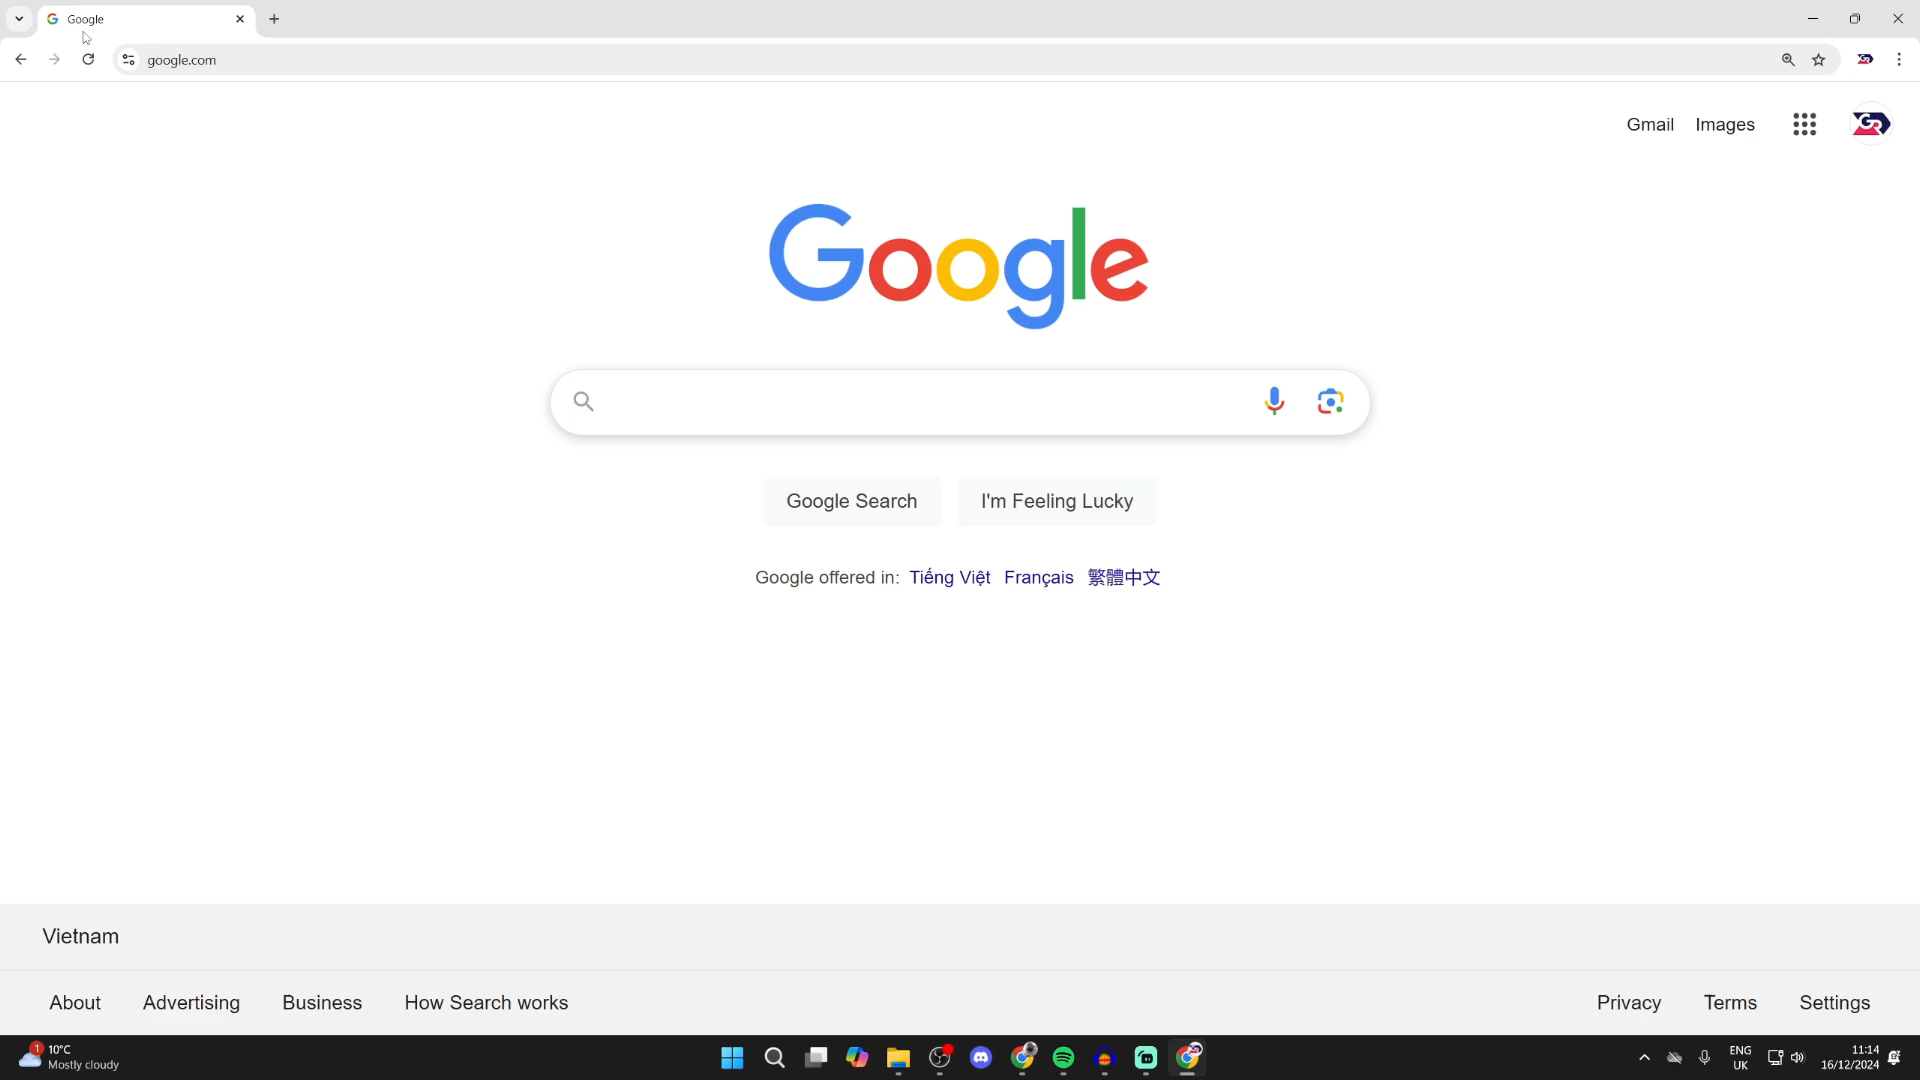 Google
google.com
Gmail Images
GR
Google
Google Search I'm Feeling Lucky
Google offered in: Tiếng Việt Français 繁體中文
Vietnam
About Advertising Business How Search works Privacy Terms Settings
1 10°C
Mostly cloudy
ENG
UK
11:14
16/12/2024